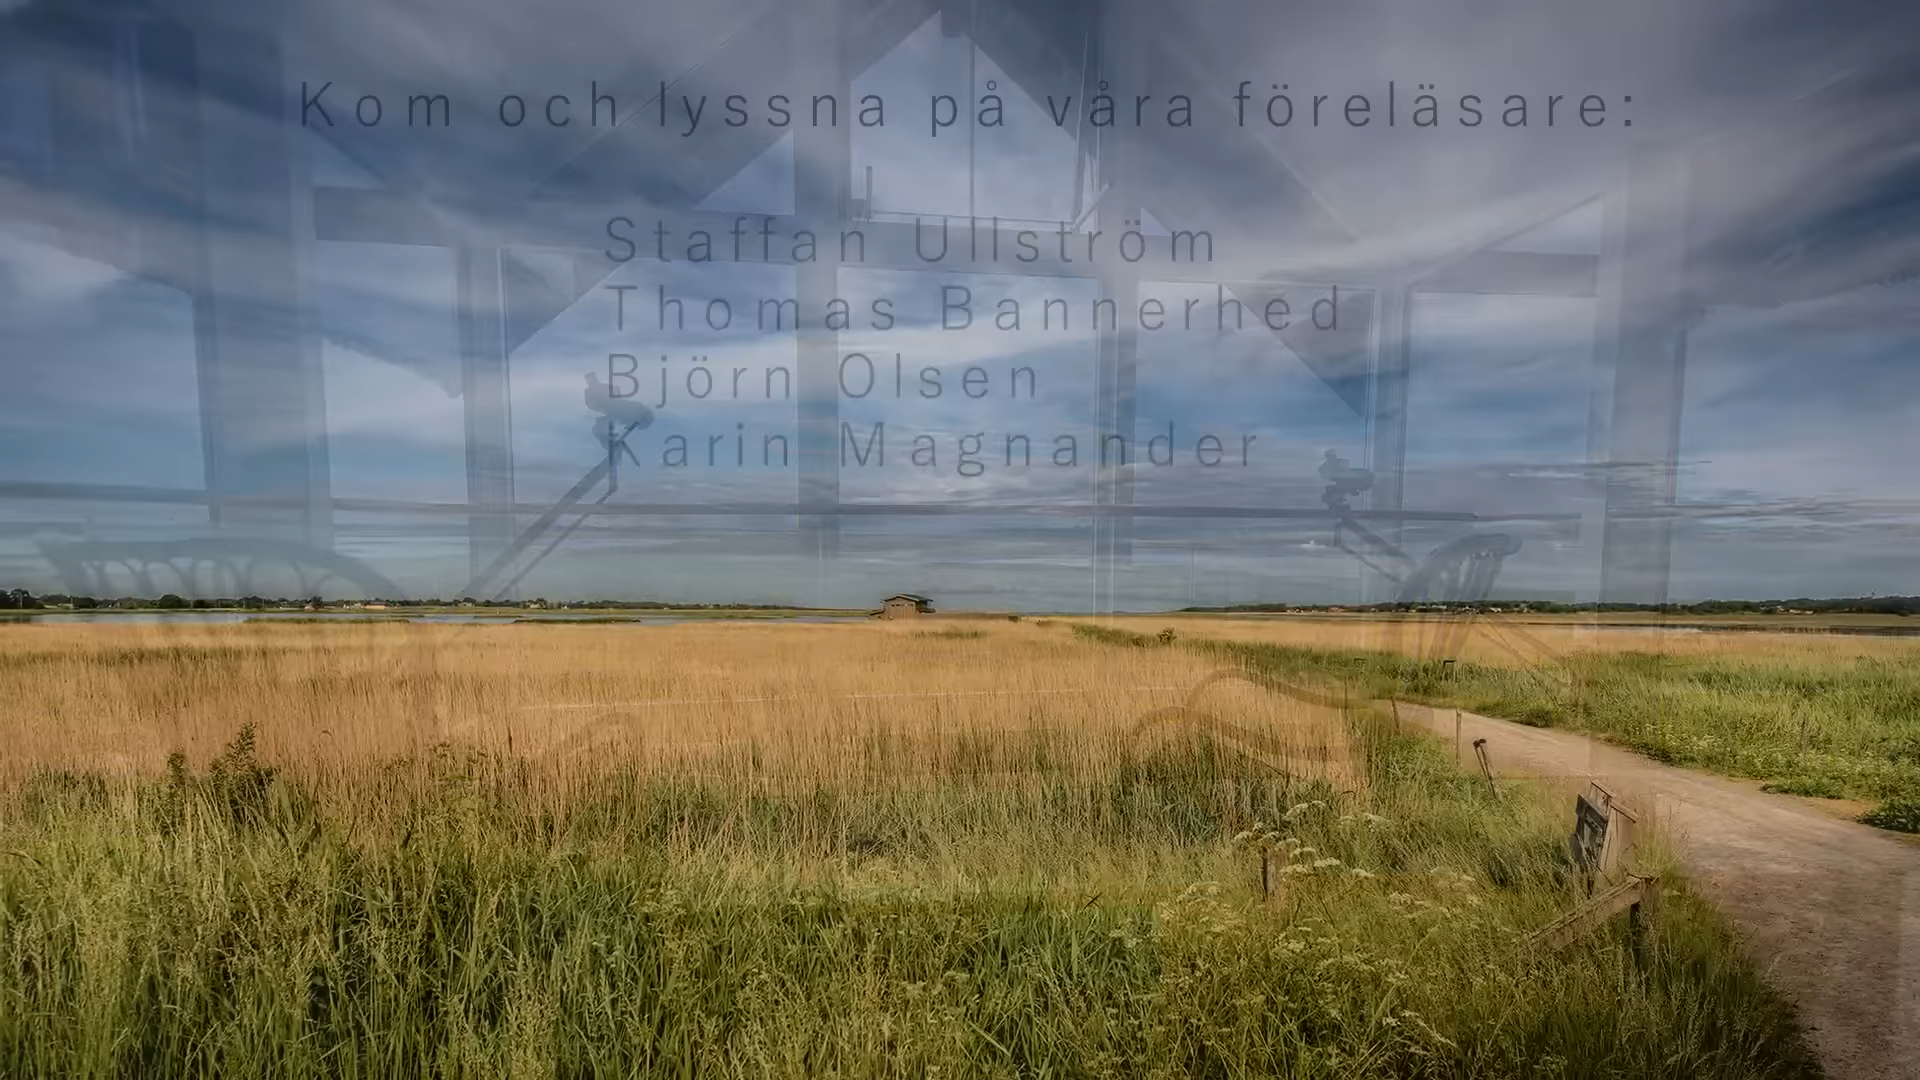 Kom och lyssna på våra föreläsare:
Staffan Ullström
Thomas Bannerhed
Björn Olsen
Karin Magnander